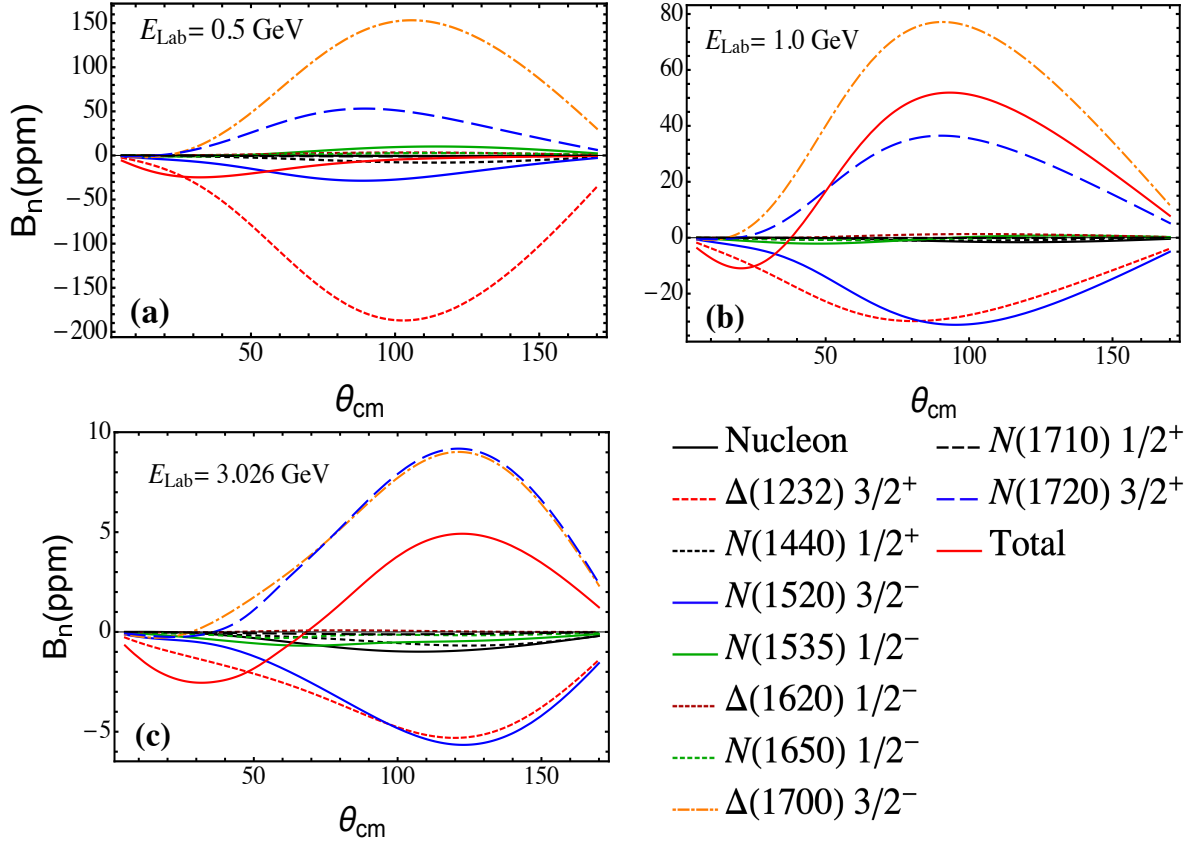 E_Lab= 0.5 GeV
B_n(ppm)
150
100
50
0
−50
−100
−150
−200
(a)
50 100 150
θ_cm
E_Lab= 1.0 GeV
80
60
40
20
0
−20
(b)
50 100 150
θ_cm
E_Lab= 3.026 GeV
B_n(ppm)
10
5
0
−5
(c)
50 100 150
θ_cm
Nucleon
Δ(1232) 3/2⁺
N(1440) 1/2⁺
N(1520) 3/2⁻
N(1535) 1/2⁻
Δ(1620) 1/2⁻
N(1650) 1/2⁻
Δ(1700) 3/2⁻
N(1710) 1/2⁺
N(1720) 3/2⁺
Total